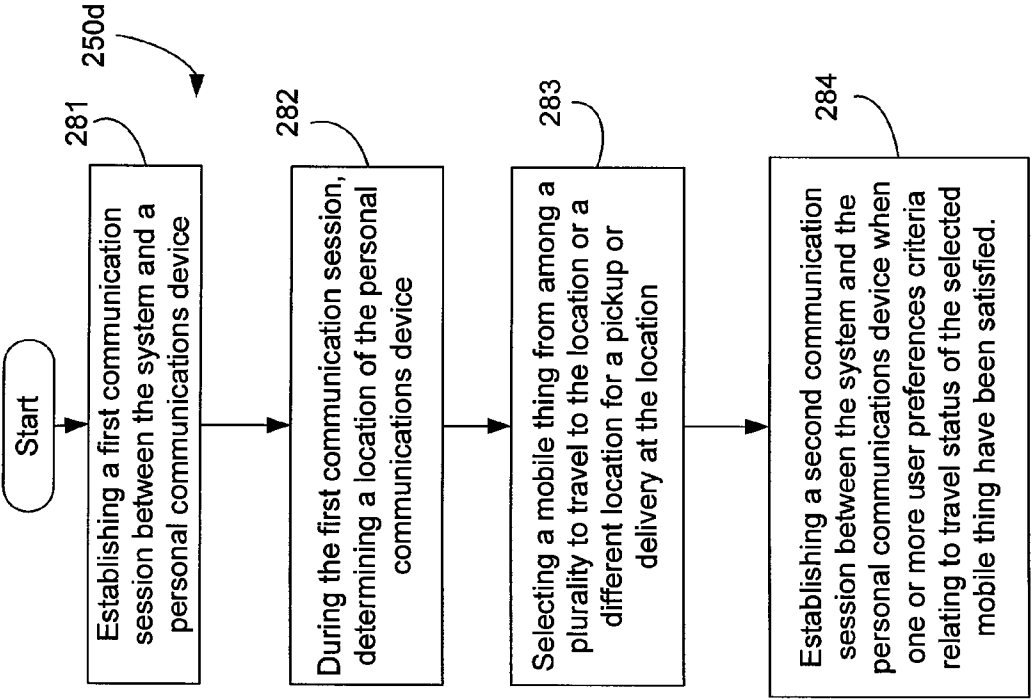 250d
Start
281
Establishing a first communication
session between the system and a
personal communications device
282
During the first communication session,
determining a location of the personal
communications device
283
Selecting a mobile thing from among a
plurality to travel to the location or a
different location for a pickup or
delivery at the location
284
Establishing a second communication
session between the system and the
personal communications device when
one or more user preferences criteria
relating to travel status of the selected
mobile thing have been satisfied.